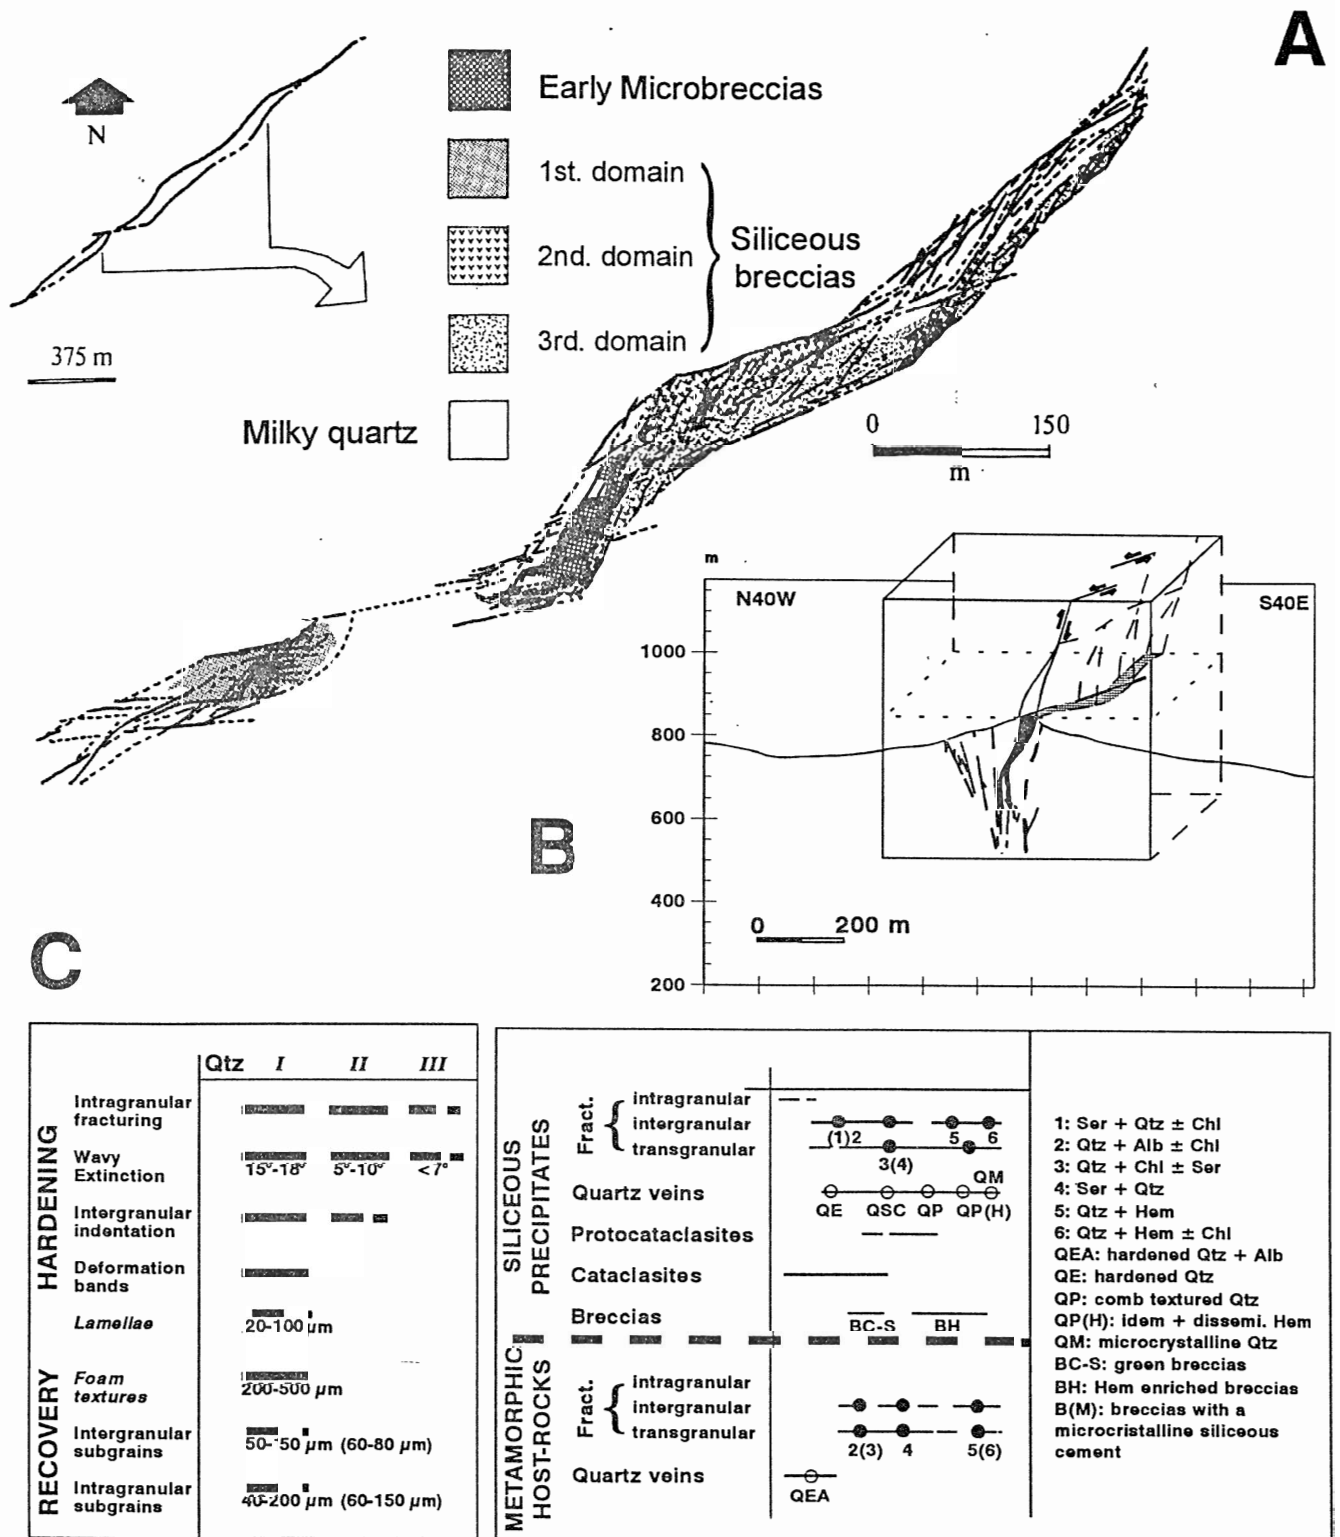 A
N
375 m
Early Microbreccias
1st. domain
2nd. domain
3rd. domain
Siliceous
breccias
Milky quartz
0 150
m
B
m
N40W
S40E
1000
800
600
400
200
0 200 m
C
HARDENING
RECOVERY
Qtz I II III
Intragranular
fracturing
Wavy
Extinction
15°-18° 5°-10° <7°
Intergranular
indentation
Deformation
bands
Lamellae
20-100 µm
Foam
textures
200-500 µm
Intergranular
subgrains
(60-80 µm)
Intragranular
subgrains
40-200 µm (60-150 µm)
SILICEOUS
PRECIPITATES
Fract.
intragranular
intergranular
(1)2 5 6
transgranular
3(4)
QM
Quartz veins
QE QSC QP QP(H)
Protocataclasites
Cataclasites
Breccias
BC-S BH
METAMORPHIC
HOST-ROCKS
Fract.
intragranular
intergranular
transgranular
2(3) 4 5(6)
Quartz veins
QEA
1: Ser + Qtz ± Chl
2: Qtz + Alb ± Chl
3: Qtz + Chl ± Ser
4: Ser + Qtz
5: Qtz + Hem
6: Qtz + Hem ± Chl
QEA: hardened Qtz + Alb
QE: hardened Qtz
QP: comb textured Qtz
QP(H): idem + dissemi. Hem
QM: microcrystalline Qtz
BC-S: green breccias
BH: Hem enriched breccias
B(M): breccias with a
microcristalline siliceous
cement